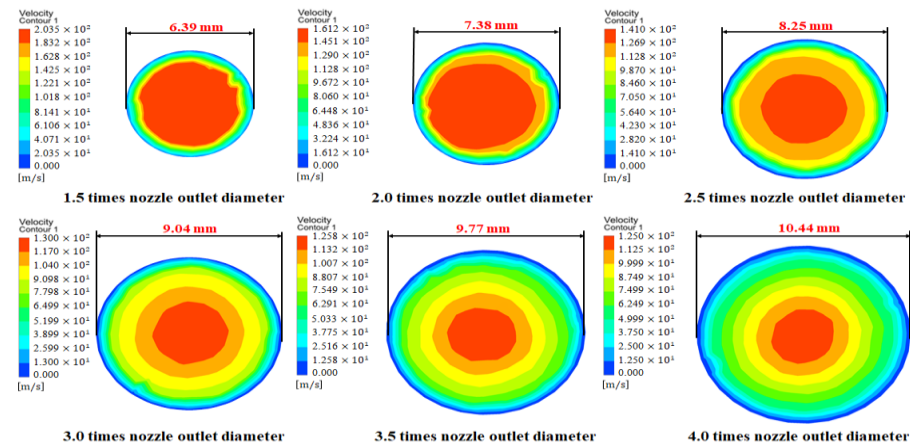 Velocity
Contour 1
2.035 × 10²
1.832 × 10²
1.628 × 10²
1.425 × 10²
1.221 × 10²
1.018 × 10²
8.141 × 10¹
6.106 × 10¹
4.071 × 10¹
2.035 × 10¹
0.000
[m/s]
6.39 mm
1.5 times nozzle outlet diameter
Velocity
Contour 1
1.612 × 10²
1.451 × 10²
1.290 × 10²
1.128 × 10²
9.672 × 10¹
8.060 × 10¹
6.448 × 10¹
4.836 × 10¹
3.224 × 10¹
1.612 × 10¹
0.000
[m/s]
7.38 mm
2.0 times nozzle outlet diameter
Velocity
Contour 1
1.410 × 10²
1.269 × 10²
1.128 × 10²
9.870 × 10¹
8.460 × 10¹
7.050 × 10¹
5.640 × 10¹
4.230 × 10¹
2.820 × 10¹
1.410 × 10¹
0.000
[m/s]
8.25 mm
2.5 times nozzle outlet diameter
Velocity
Contour 1
1.300 × 10²
1.170 × 10²
1.040 × 10²
9.098 × 10¹
7.798 × 10¹
6.499 × 10¹
5.199 × 10¹
3.899 × 10¹
2.599 × 10¹
1.300 × 10¹
0.000
[m/s]
9.04 mm
3.0 times nozzle outlet diameter
Velocity
Contour 1
1.258 × 10²
1.132 × 10²
1.007 × 10²
8.807 × 10¹
7.549 × 10¹
6.291 × 10¹
5.033 × 10¹
3.775 × 10¹
2.516 × 10¹
1.258 × 10¹
0.000
[m/s]
9.77 mm
3.5 times nozzle outlet diameter
Velocity
Contour 1
1.250 × 10²
1.125 × 10²
9.999 × 10¹
8.749 × 10¹
7.499 × 10¹
6.249 × 10¹
4.999 × 10¹
3.750 × 10¹
2.500 × 10¹
1.250 × 10¹
0.000
[m/s]
10.44 mm
4.0 times nozzle outlet diameter